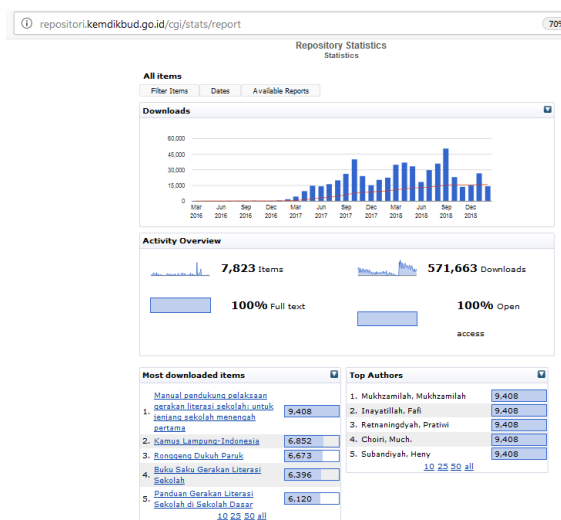 repositori.kemdikbud.go.id/cgi/stats/report
70%
Repository Statistics
Statistics
All items
Filter Items Dates Available Reports
Downloads
60,000
45,000
30,000
15,000
0
Mar Jun Sep Dec Mar Jun Sep Dec Mar Jun Sep Dec
2016 2016 2016 2016 2017 2017 2017 2017 2018 2018 2018 2018
Activity Overview
7,823 Items
571,663 Downloads
100% Full text
100% Open
access
Most downloaded items
Manual pendukung pelaksaan
1. gerakan literasi sekolah: untuk 9,408
jenjang sekolah menengah
pertama
2. Kamus Lampung-Indonesia 6,852
3. Ronggeng Dukuh Paruk 6,673
4. Buku Saku Gerakan Literasi 6,396
Sekolah
5. Panduan Gerakan Literasi 6,120
Sekolah di Sekolah Dasar
10 25 50 all
Top Authors
1. Mukhzamilah, Mukhzamilah 9,408
2. Inayatillah, Fafi 9,408
3. Retnaningdyah, Pratiwi 9,408
4. Choiri, Much. 9,408
5. Subandiyah, Heny 9,408
10 25 50 all